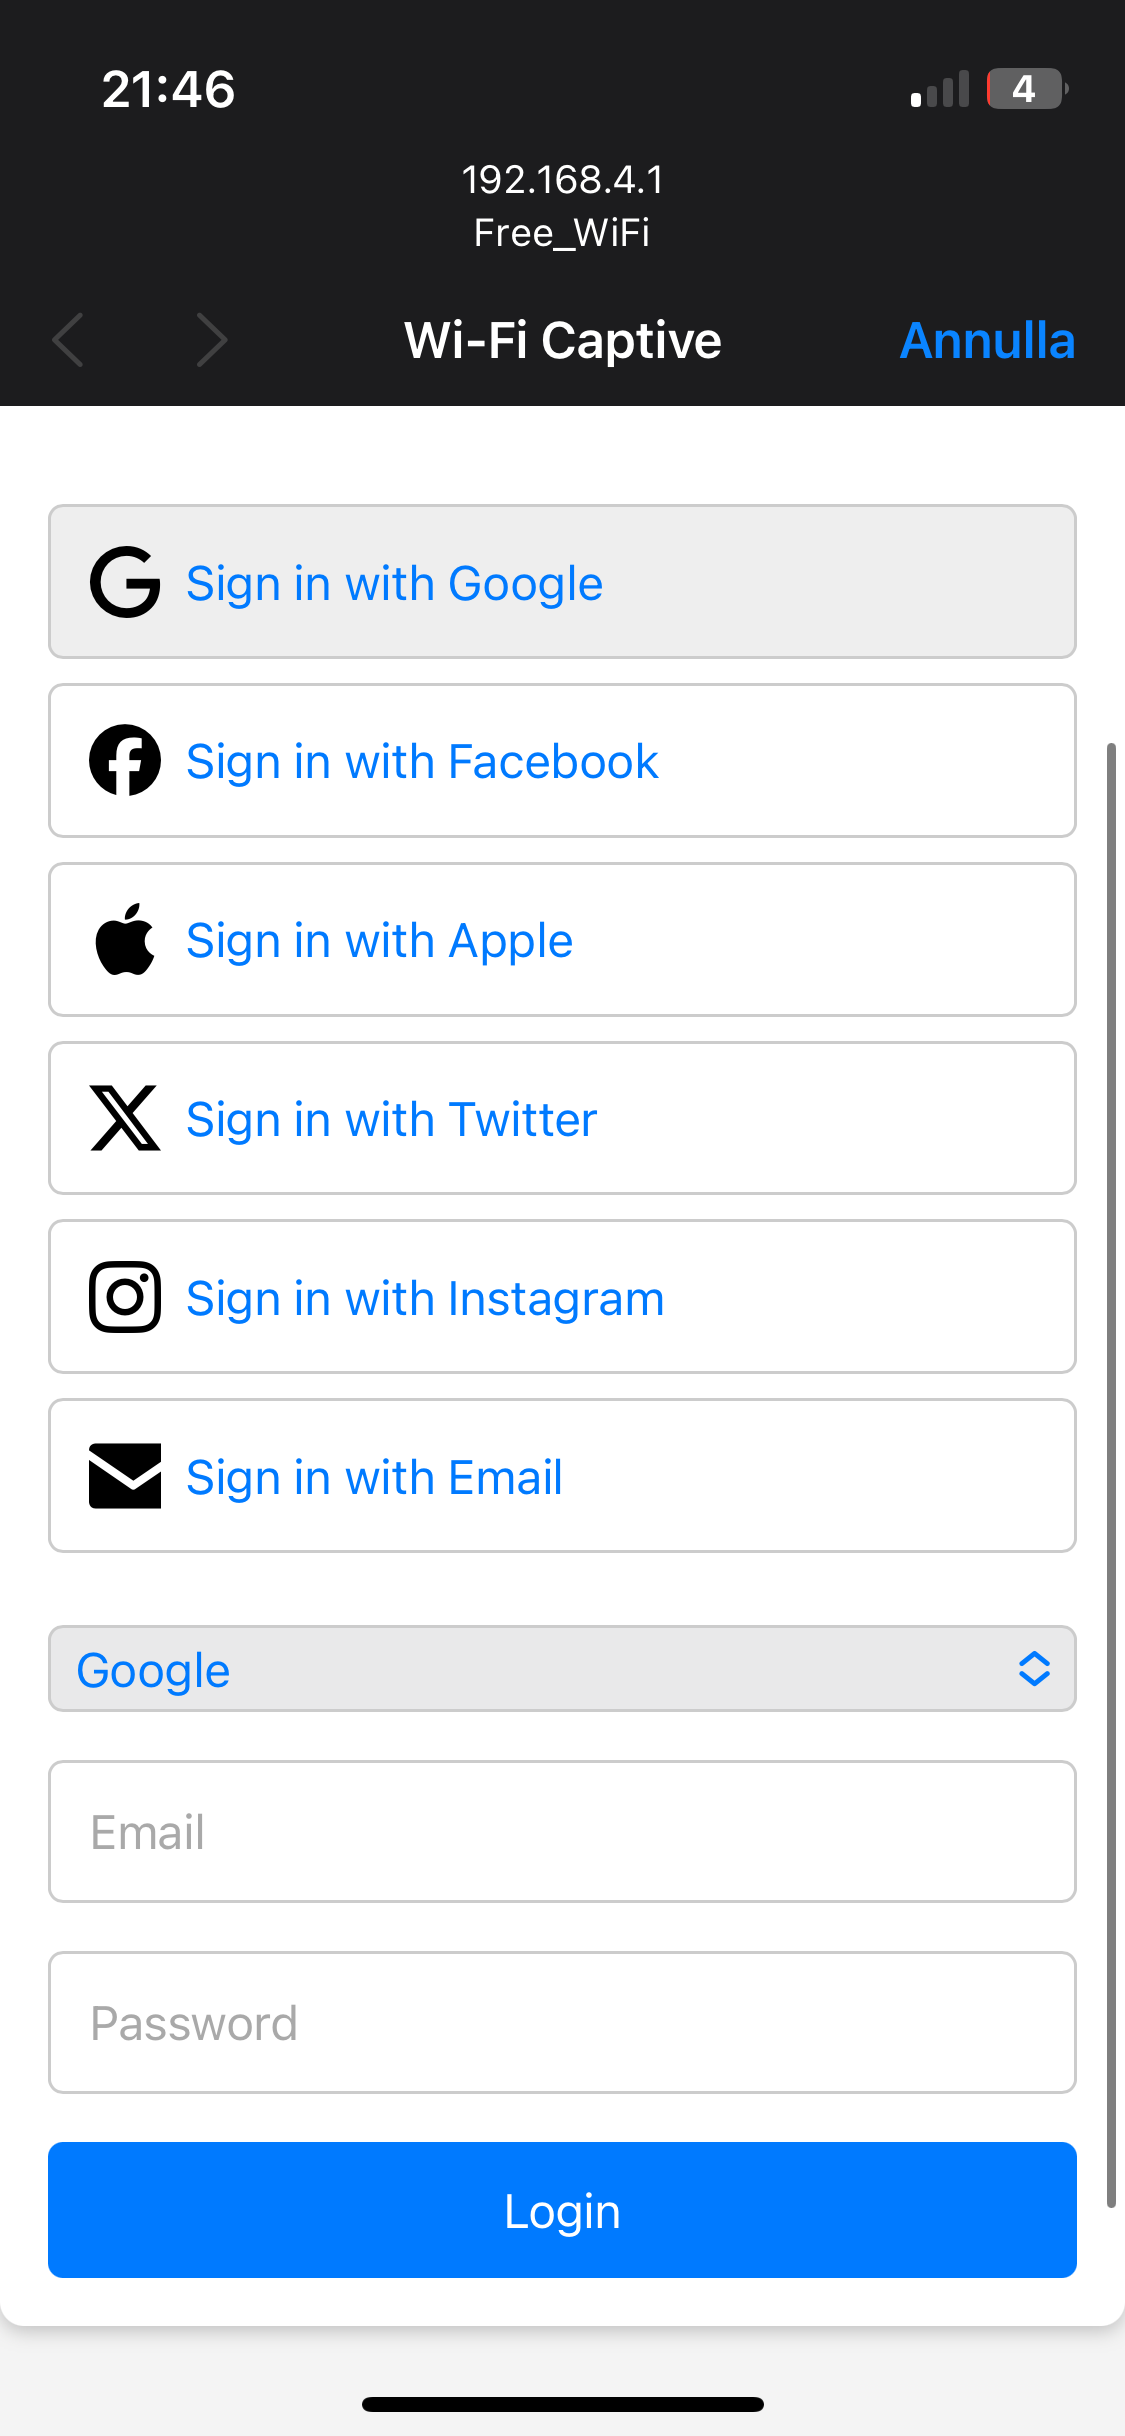 21:46
4
192.168.4.1
Free_WiFi
Wi-Fi Captive
Annulla
Sign in with Google
Sign in with Facebook
Sign in with Apple
Sign in with Twitter
Sign in with Instagram
Sign in with Email
Google
Email
Password
Login